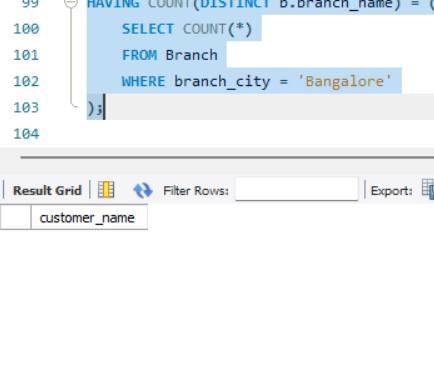 99 HAVING COUNT(DISTINCT b.branch_name) = (
100 SELECT COUNT(*)
101 FROM Branch
102 WHERE branch_city = 'Bangalore'
103 );
104
Result Grid Filter Rows: Export:
customer_name